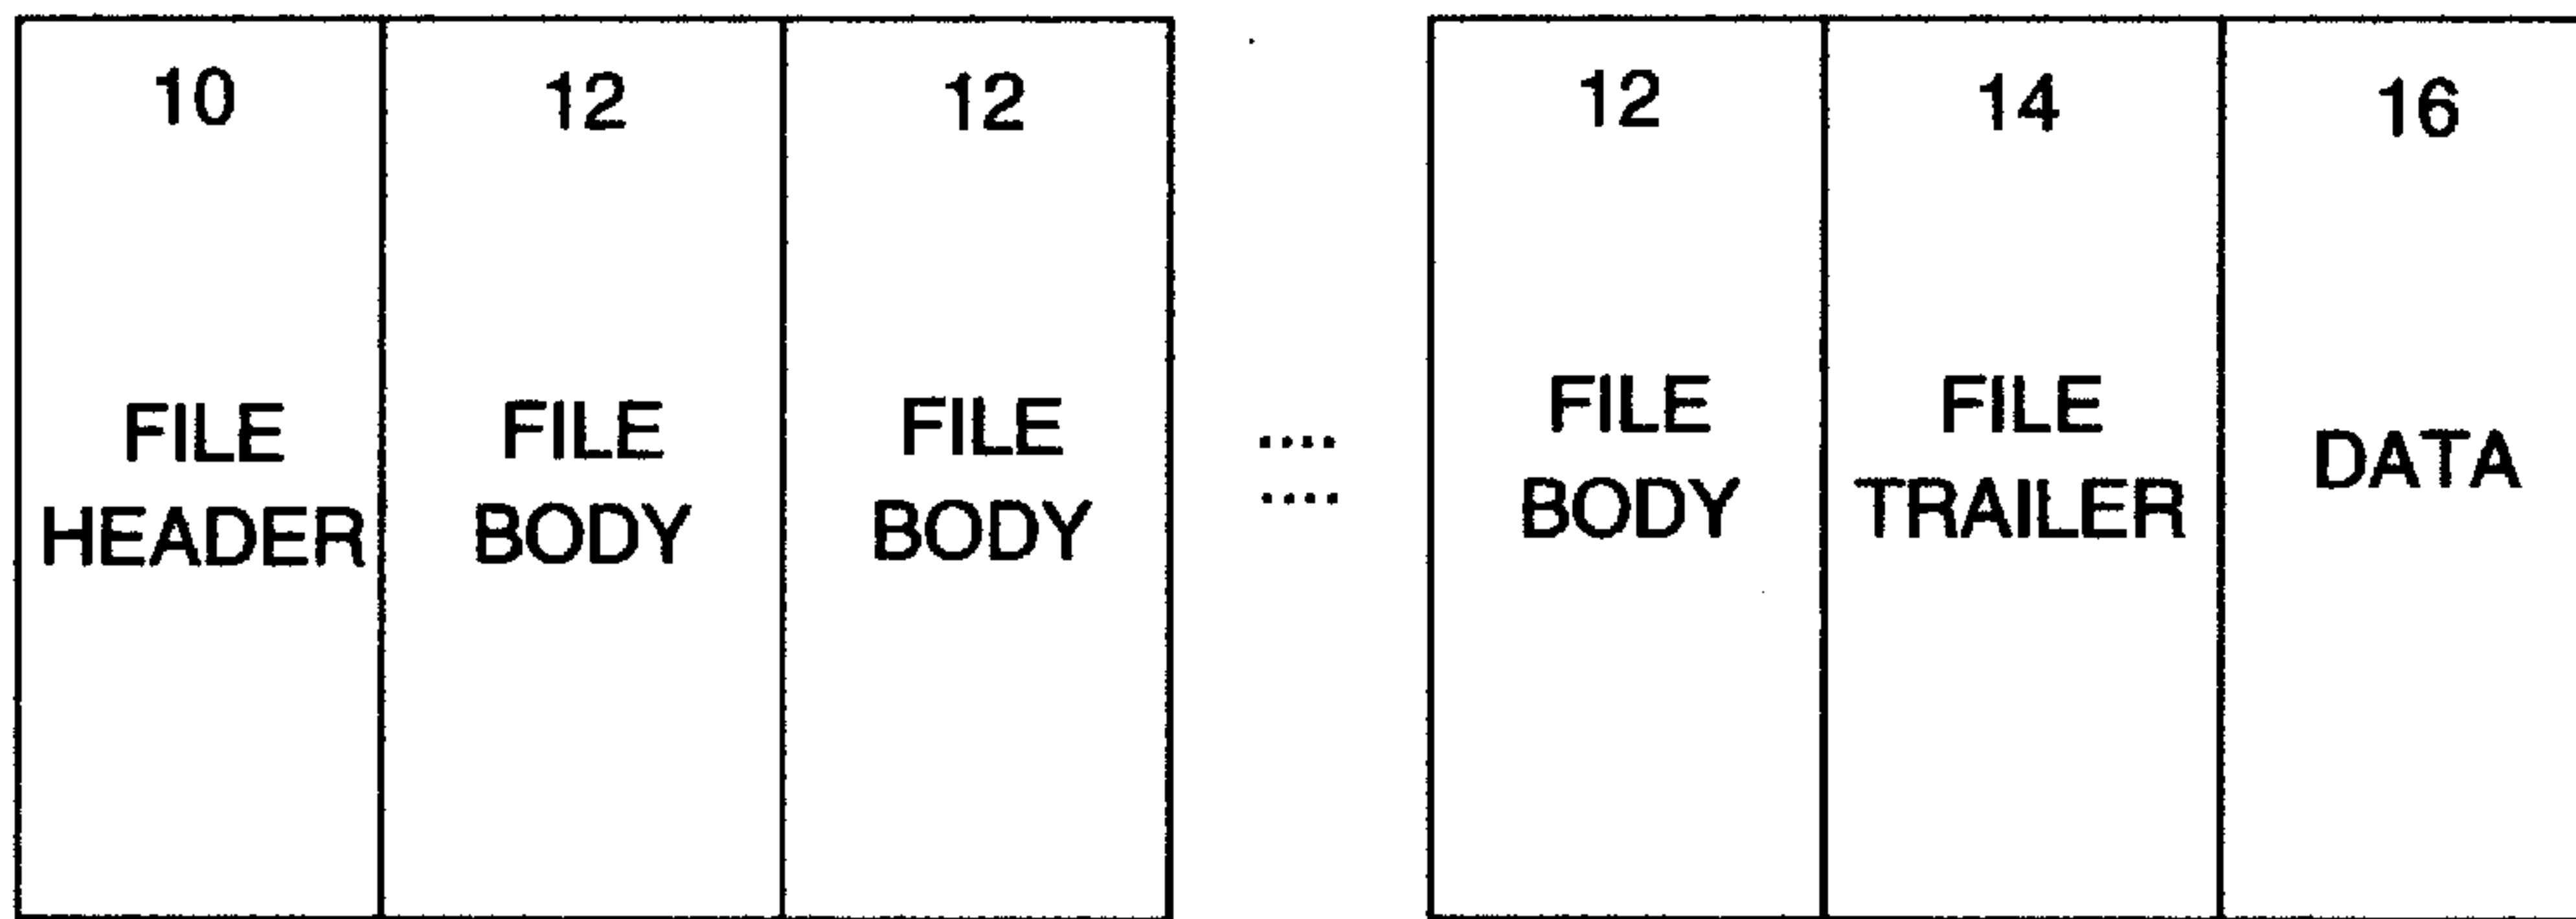 10
FILE
HEADER
12
FILE
BODY
12
FILE
BODY
....
....
12
FILE
BODY
14
FILE
TRAILER
16
DATA